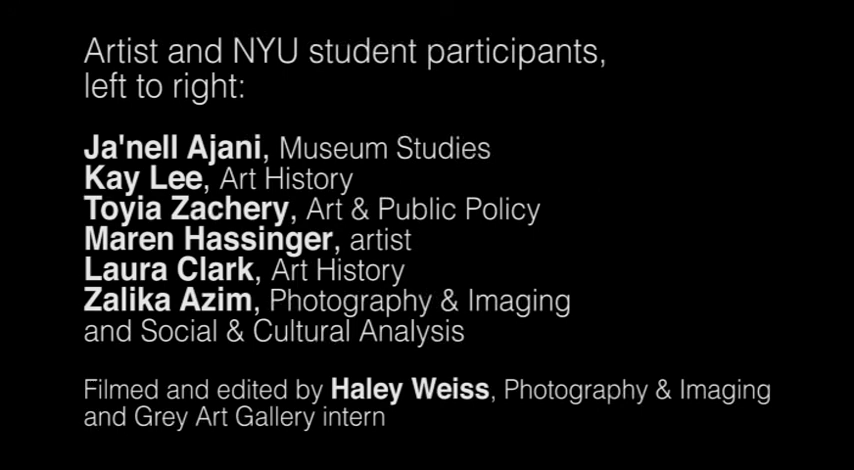 Artist and NYU student participants,
left to right:
Ja'nell Ajani, Museum Studies
Kay Lee, Art History
Toyia Zachery, Art & Public Policy
Maren Hassinger, artist
Laura Clark, Art History
Zalika Azim, Photography & Imaging
and Social & Cultural Analysis
Filmed and edited by Haley Weiss, Photography & Imaging
and Grey Art Gallery intern